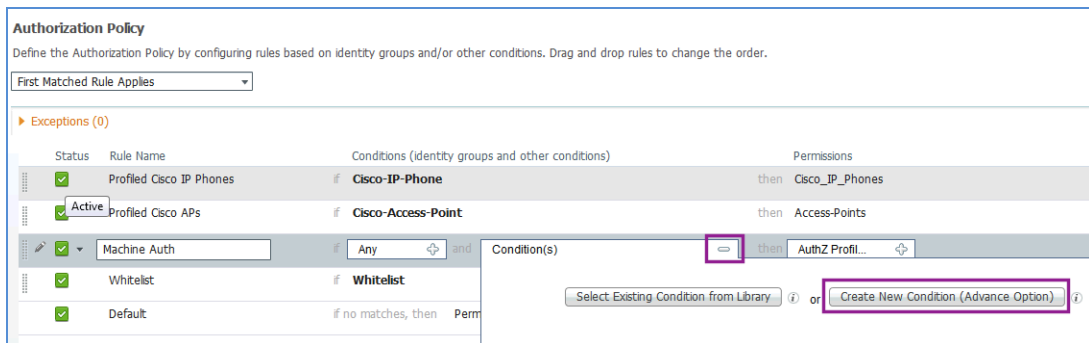 Authorization Policy
Define the Authorization Policy by configuring rules based on identity groups and/or other conditions. Drag and drop rules to change the order.
First Matched Rule Applies
Exceptions (0)
Status Rule Name Conditions (identity groups and other conditions) Permissions
Profiled Cisco IP Phones if Cisco-IP-Phone then Cisco_IP_Phones
Active Profiled Cisco APs if Cisco-Access-Point then Access-Points
Machine Auth if Any and Condition(s) then AuthZ Profil...
Whitelist if Whitelist
Select Existing Condition from Library or Create New Condition (Advance Option)
Default if no matches, then Perm